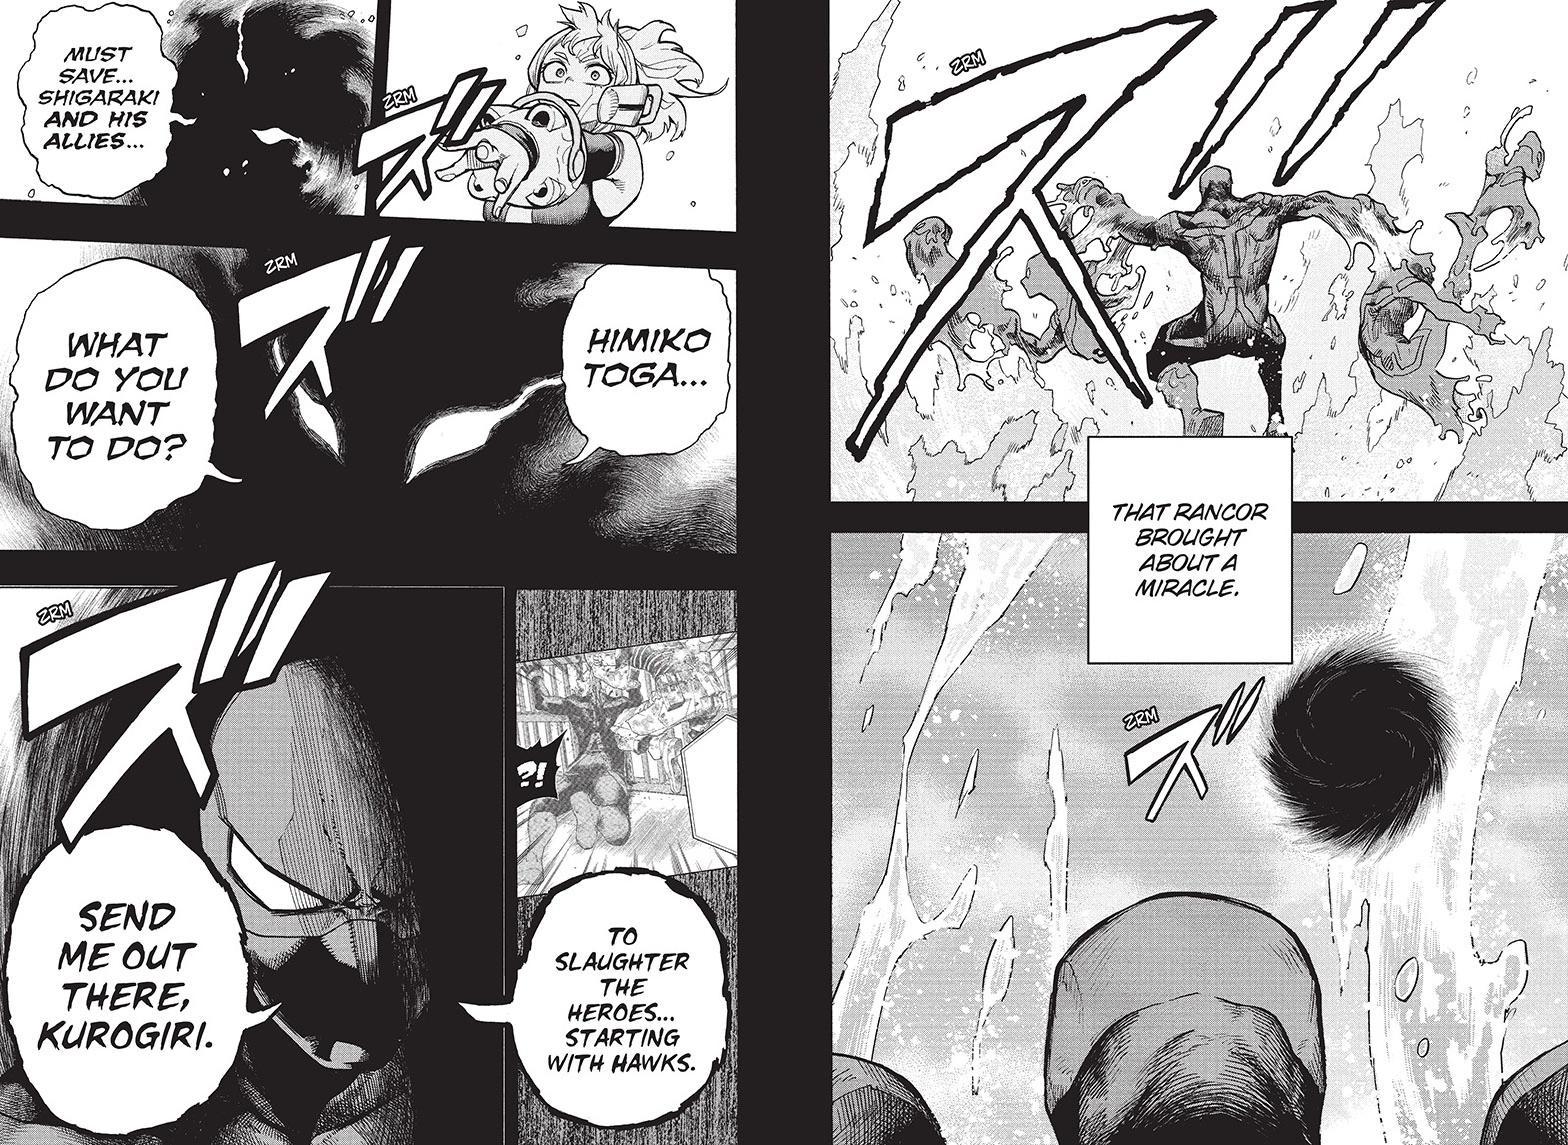 ZRM
ズ
THAT RANCOR
BROUGHT
ABOUT A
MIRACLE.
ZRM
ズ
ZRM
ズ
MUST
SAVE...
SHIGARAKI
AND HIS
ALLIES...
HIMIKO
TOGA...
ZRM
ズ
WHAT
DO YOU
WANT
TO DO?
?!
TO
SLAUGHTER
THE
HEROES...
STARTING
WITH HAWKS.
ZRM
ズ
SEND
ME OUT
THERE,
KUROGIRI.